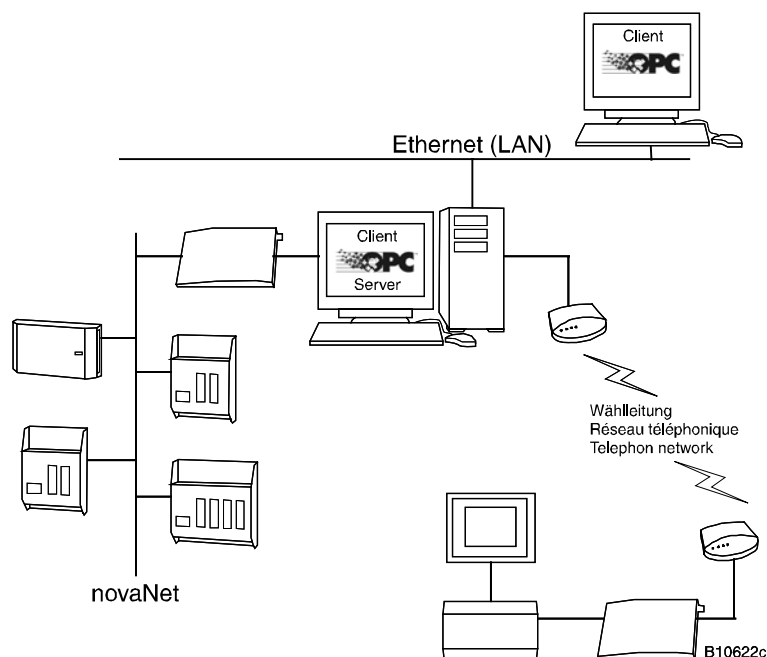 Client
OPC
Ethernet (LAN)
Client
OPC
Server
Wählleitung
Réseau téléphonique
Telephon network
novaNet
B10622c